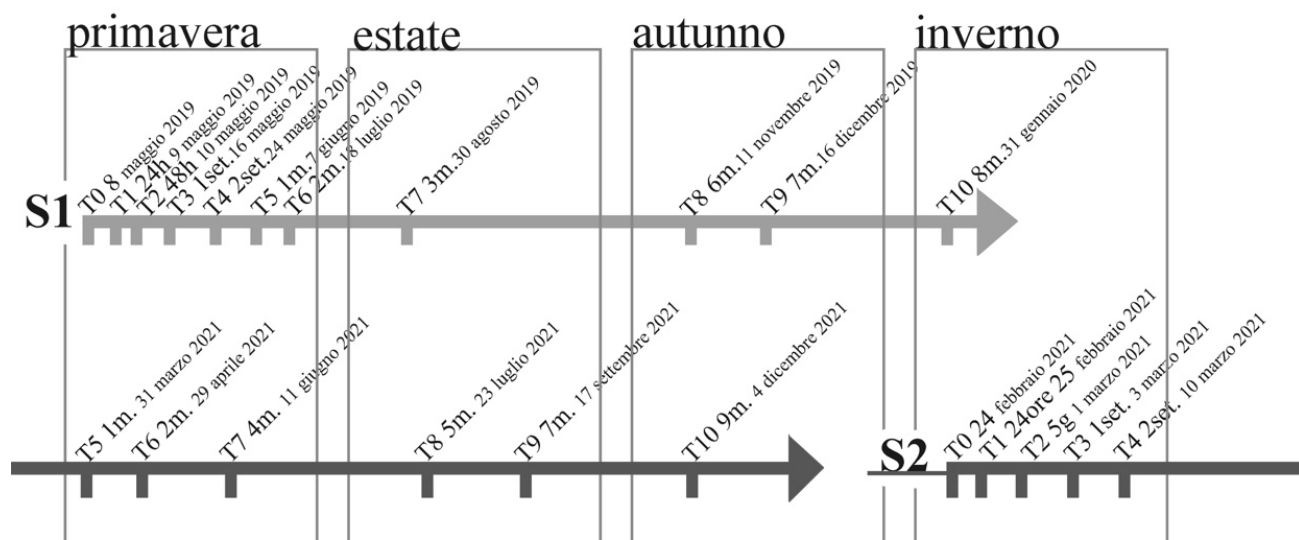 primavera
estate
autunno
inverno
S1
T0 8 maggio 2019
T1 24h 9 maggio 2019
T2 48h 10 maggio 2019
T3 1set.16 maggio 2019
T4 2set.24 maggio 2019
T5 1m.7 giugno 2019
T6 2m.18 luglio 2019
T7 3m.30 agosto 2019
T8 6m.11 novembre 2019
T9 7m.16 dicembre 2019
T10 8m.31 gennaio 2020
T5 1m. 31 marzo 2021
T6 2m. 29 aprile 2021
T7 4m. 11 giugno 2021
T8 5m. 23 luglio 2021
T9 7m. 17 settembre 2021
T10 9m. 4 dicembre 2021
S2
T0 24 febbraio 2021
T1 24ore 25 febbraio 2021
T2 5g 1 marzo 2021
T3 1set. 3 marzo 2021
T4 2set. 10 marzo 2021